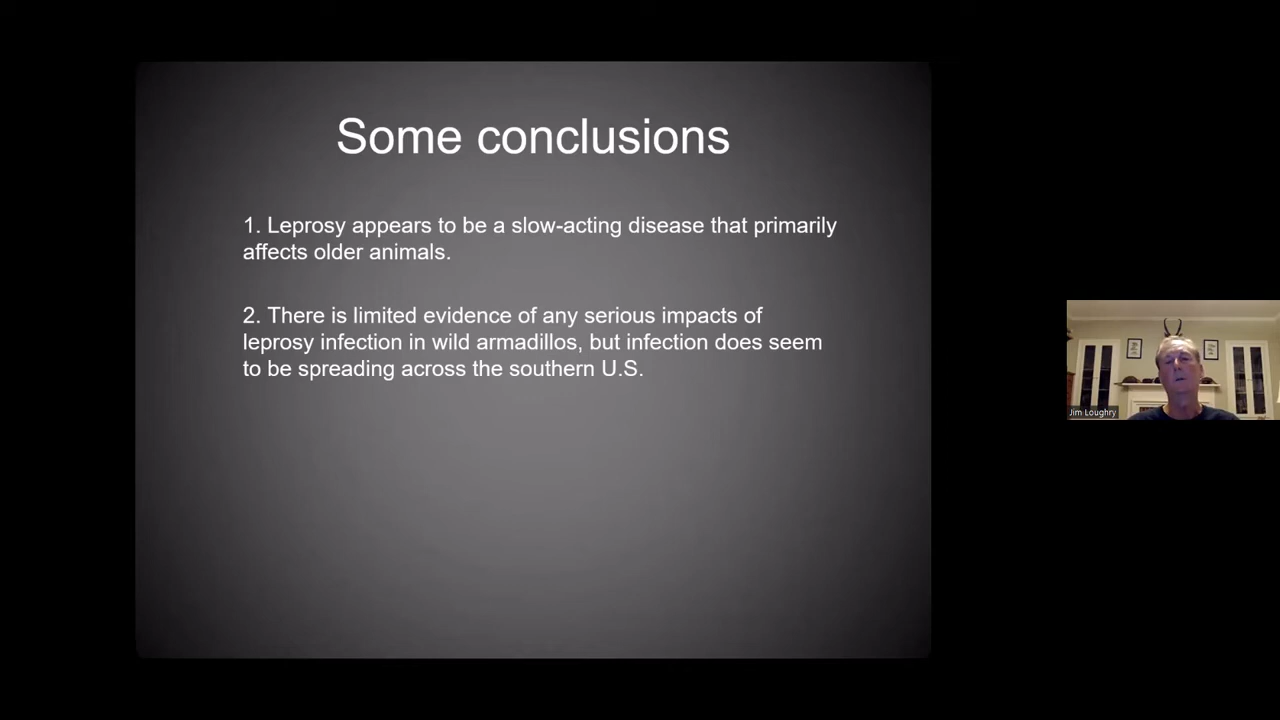 Some conclusions
1. Leprosy appears to be a slow-acting disease that primarily
affects older animals.
2. There is limited evidence of any serious impacts of
leprosy infection in wild armadillos, but infection does seem
to be spreading across the southern U.S.
Jim Loughry